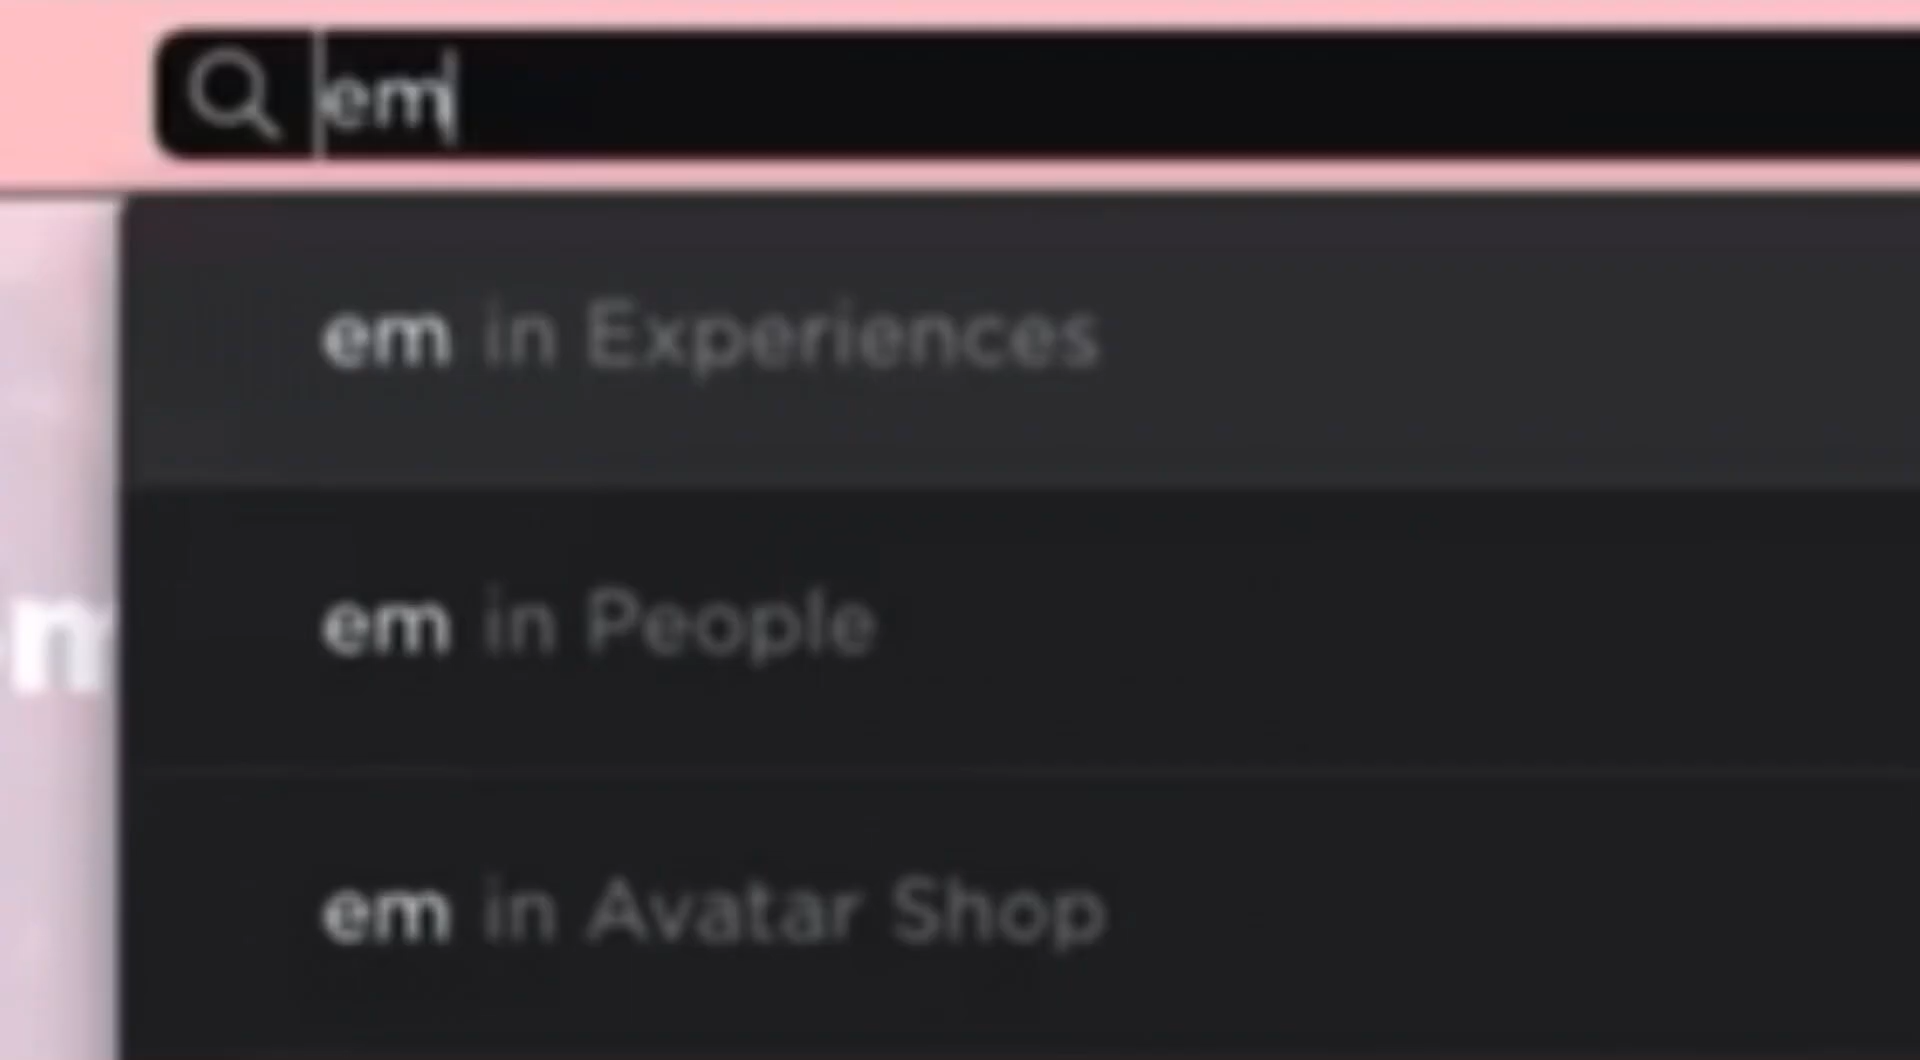 em
em in Experiences
em in People
m
em in Avatar Shop